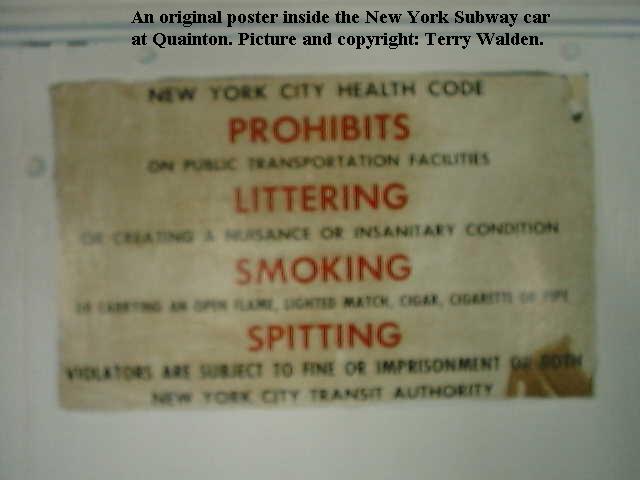 An original poster inside the New York Subway car
at Quainton. Picture and copyright: Terry Walden.
NEW YORK CITY HEALTH CODE
PROHIBITS
ON PUBLIC TRANSPORTATION FACILITIES
LITTERING
OR CREATING A NUISANCE OR INSANITARY CONDITION
SMOKING
OR CARRYING AN OPEN FLAME, LIGHTED MATCH, CIGAR, CIGARETTE OR PIPE
SPITTING
VIOLATORS ARE SUBJECT TO FINE OR IMPRISONMENT OR BOTH
NEW YORK CITY TRANSIT AUTHORITY